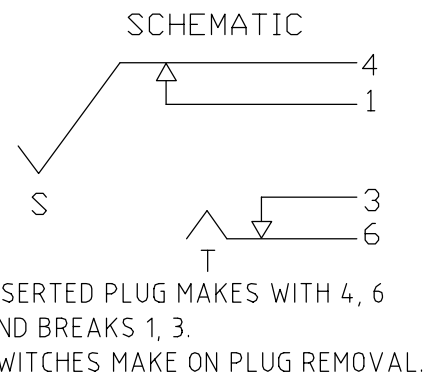 SCHEMATIC
4
1
S
3
6
T
SERTED PLUG MAKES WITH 4, 6
ND BREAKS 1, 3.
WITCHES MAKE ON PLUG REMOVAL.